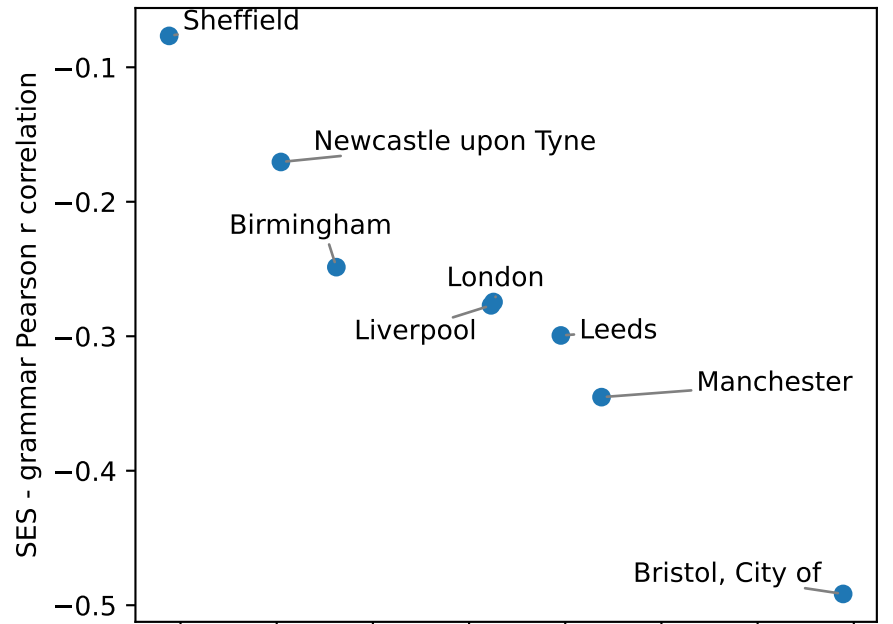 Sheffield
−0.1
Newcastle upon Tyne
−0.2
Birmingham
London
Liverpool
−0.3
Leeds
Manchester
−0.4
Bristol, City of
−0.5
SES - grammar Pearson r correlation